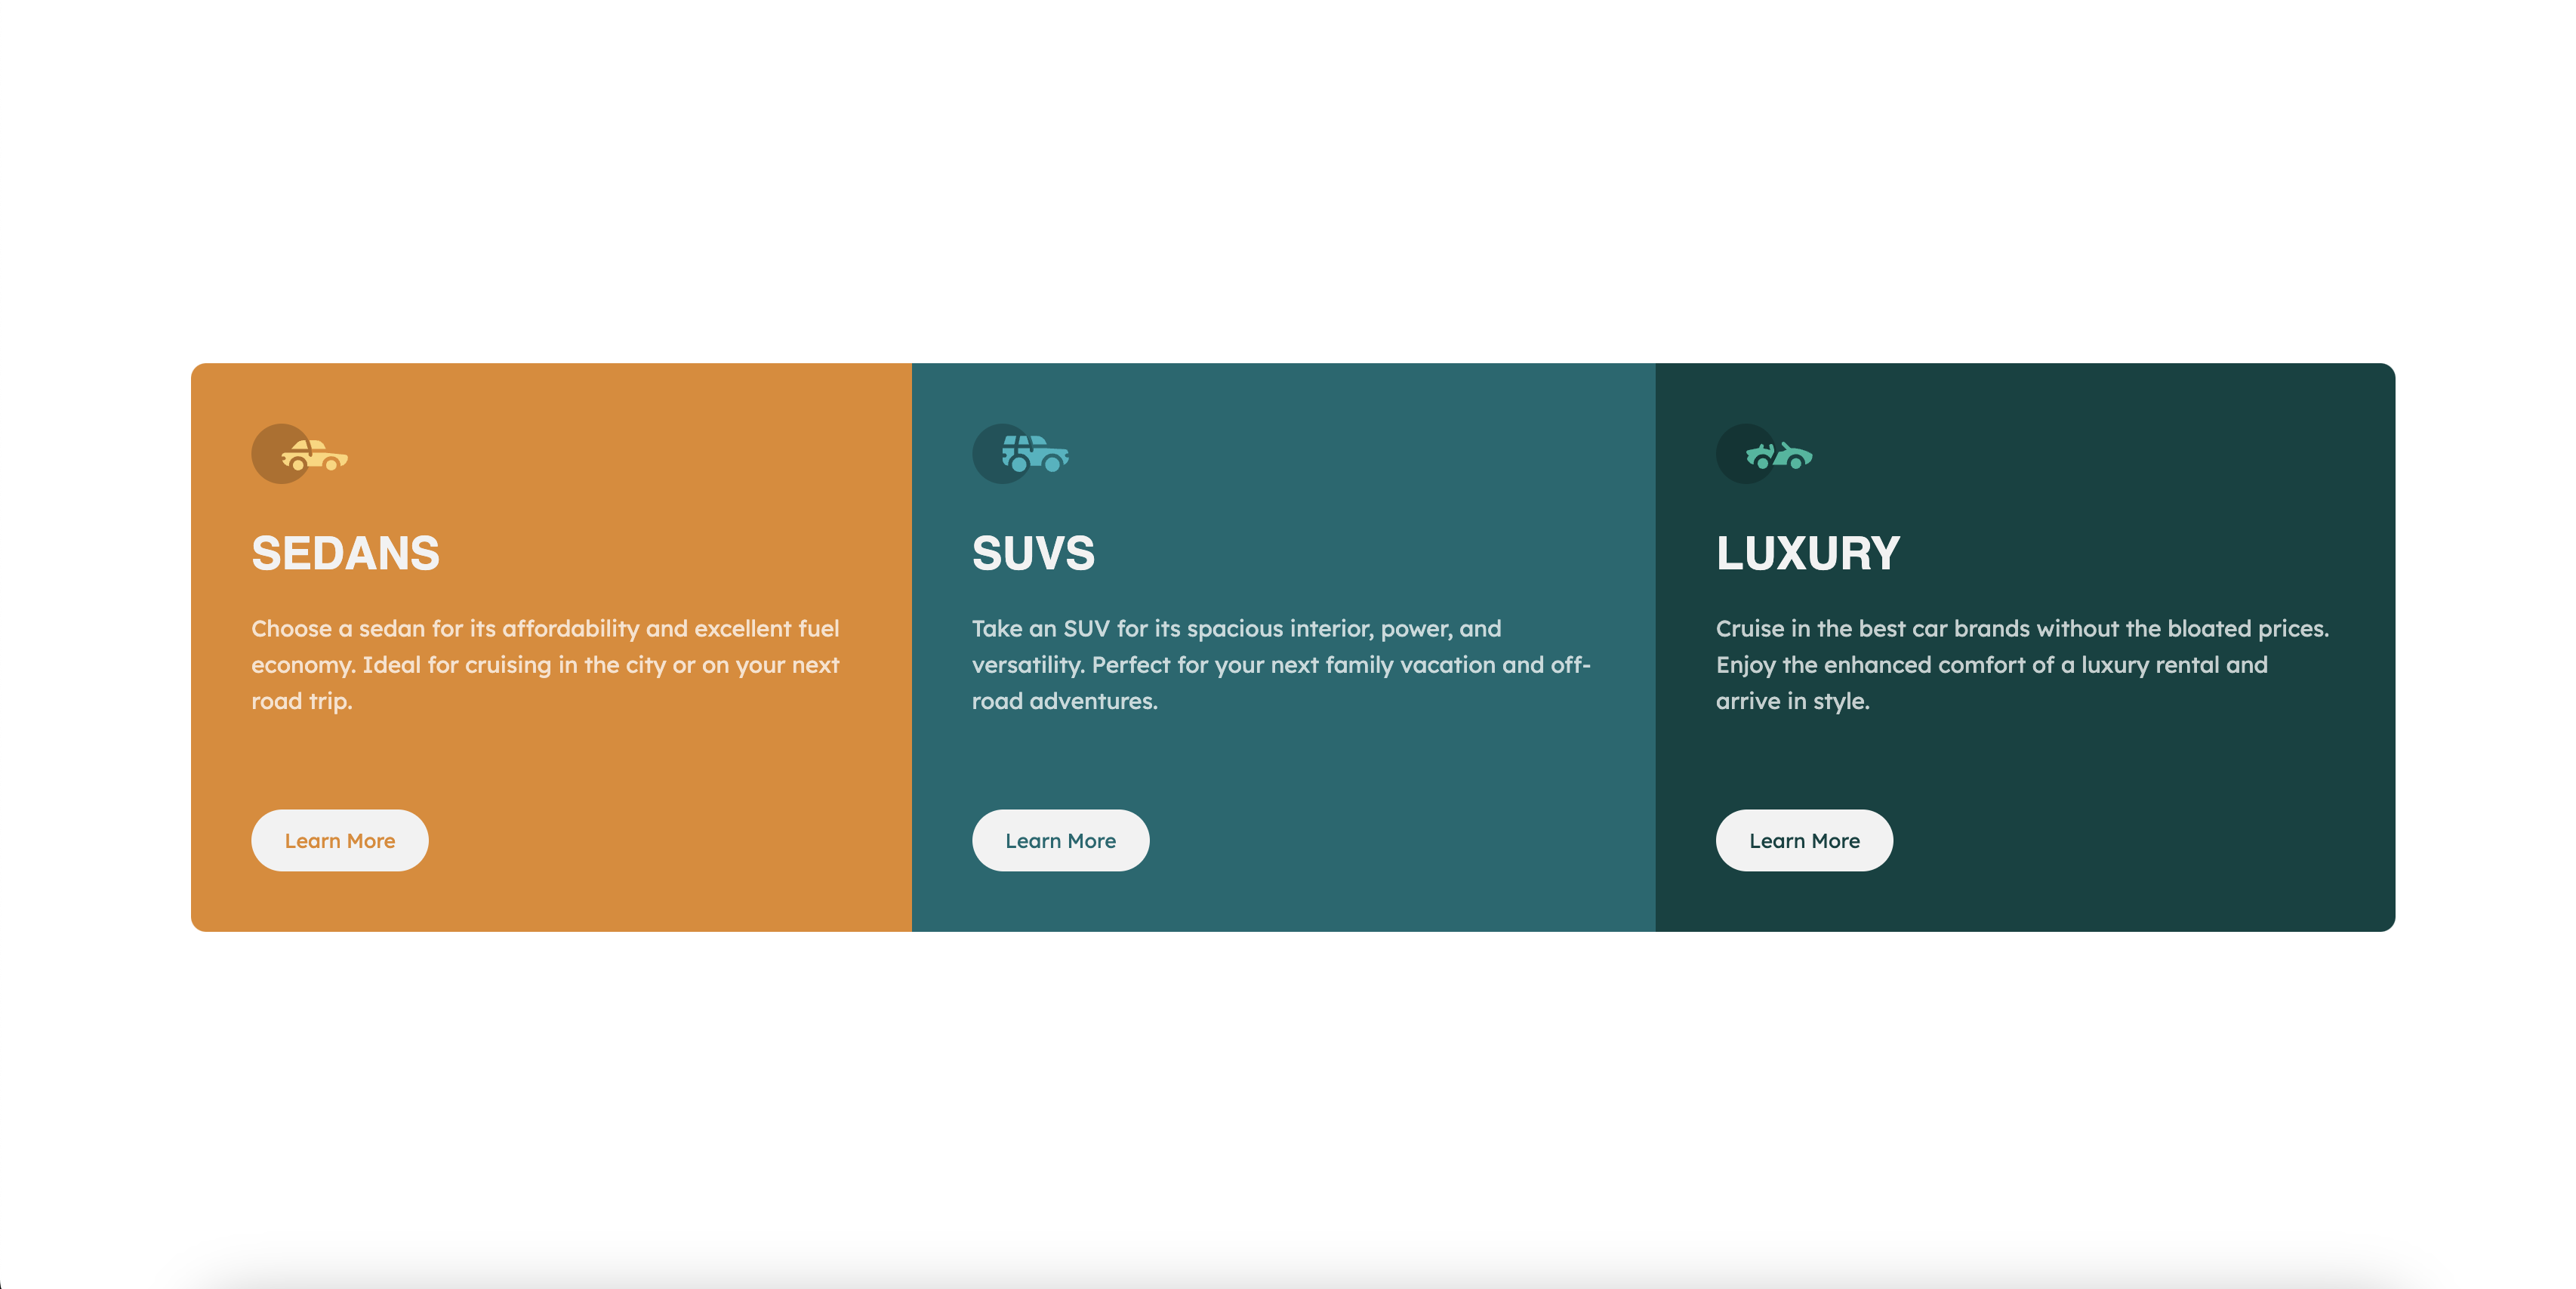 SEDANS
Choose a sedan for its affordability and excellent fuel
economy. Ideal for cruising in the city or on your next
road trip.
Learn More
SUVS
Take an SUV for its spacious interior, power, and
versatility. Perfect for your next family vacation and off-
road adventures.
Learn More
LUXURY
Cruise in the best car brands without the bloated prices.
Enjoy the enhanced comfort of a luxury rental and
arrive in style.
Learn More